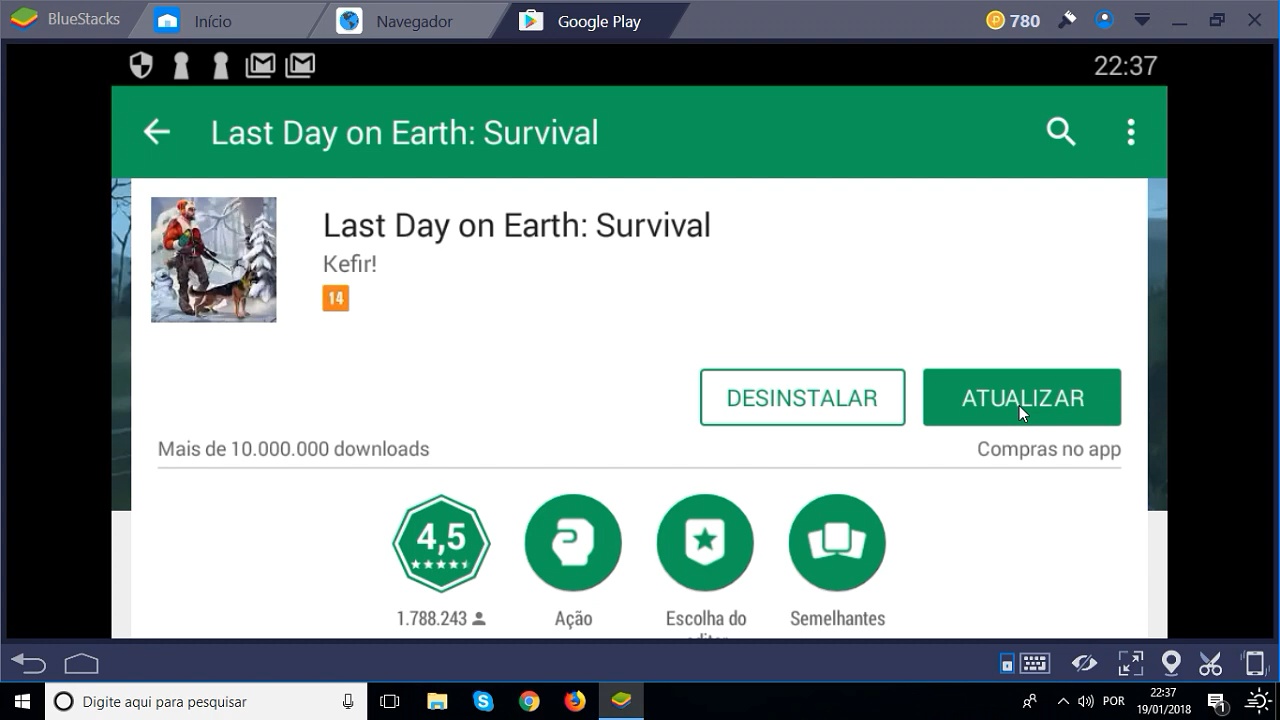 BlueStacks
Início
Navegador
Google Play
780
22:37
Last Day on Earth: Survival
Last Day on Earth: Survival
Kefir!
14
DESINSTALAR
ATUALIZAR
Mais de 10.000.000 downloads
Compras no app
4,5
1.788.243
Ação
Escolha do
editor
Semelhantes
Digite aqui para pesquisar
POR
22:37
19/01/2018
1